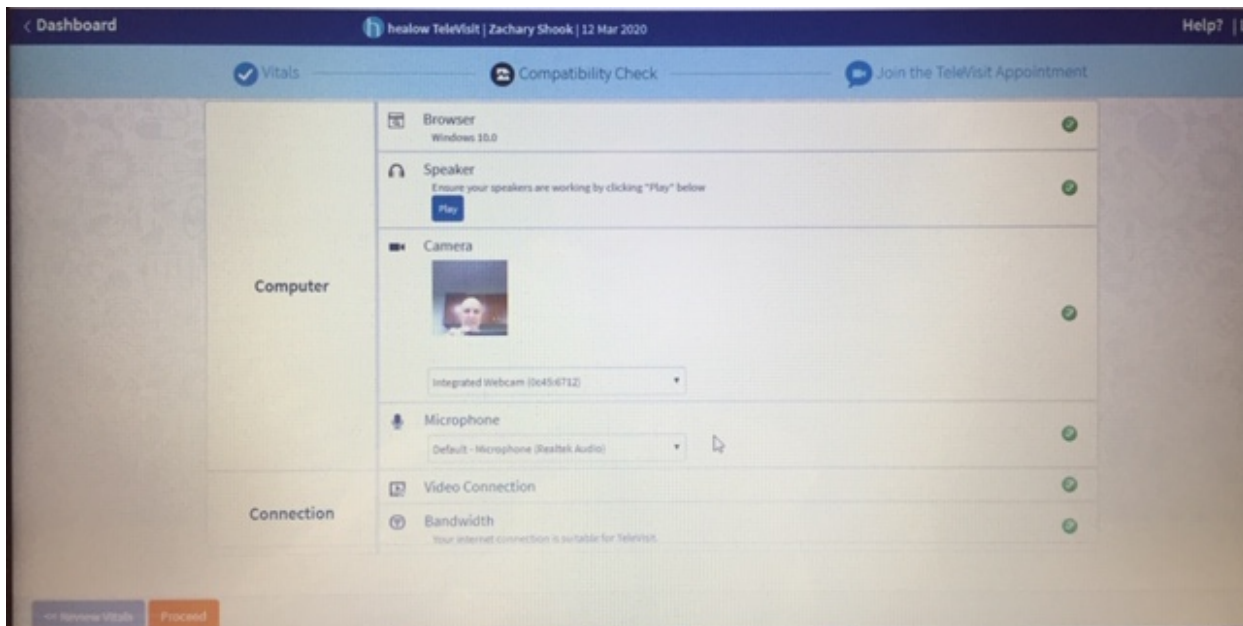 < Dashboard
healow TeleVisit | Zachary Shook | 12 Mar 2020
Help? |
Vitals
Compatibility Check
Join the TeleVisit Appointment
Computer
Browser
Windows 10.0
Speaker
Ensure your speakers are working by clicking "Play" below
Play
Camera
Integrated Webcam (0c45:6712)
Microphone
Default - Microphone (Realtek Audio)
Connection
Video Connection
Bandwidth
Your internet connection is suitable for TeleVisit.
<< Review Vitals
Proceed